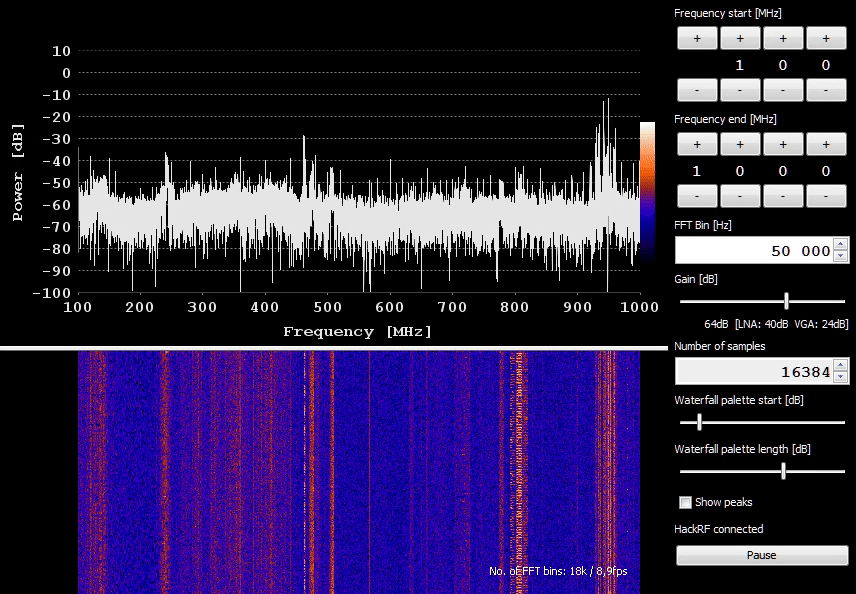 Frequency start [MHz]
+ + + +
1 0 0
- - - -
Frequency end [MHz]
+ + + +
1 0 0 0
- - - -
FFT Bin [Hz]
50 000
Gain [dB]
64dB [LNA: 40dB VGA: 24dB]
Number of samples
16384
Waterfall palette start [dB]
Waterfall palette length [dB]
Show peaks
HackRF connected
Pause
Power [dB]
10
0
-10
-20
-30
-40
-50
-60
-70
-80
-90
-100
100 200 300 400 500 600 700 800 900 1000
Frequency [MHz]
No. of FFT bins: 18k / 8,9fps